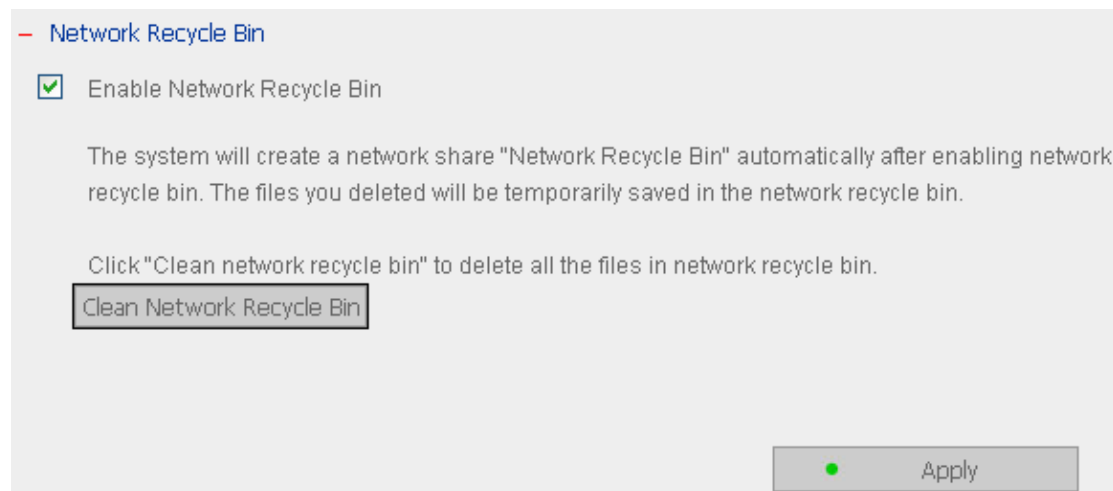 – Network Recycle Bin
Enable Network Recycle Bin
The system will create a network share "Network Recycle Bin" automatically after enabling network
recycle bin. The files you deleted will be temporarily saved in the network recycle bin.
Click "Clean network recycle bin" to delete all the files in network recycle bin.
Clean Network Recycle Bin
Apply